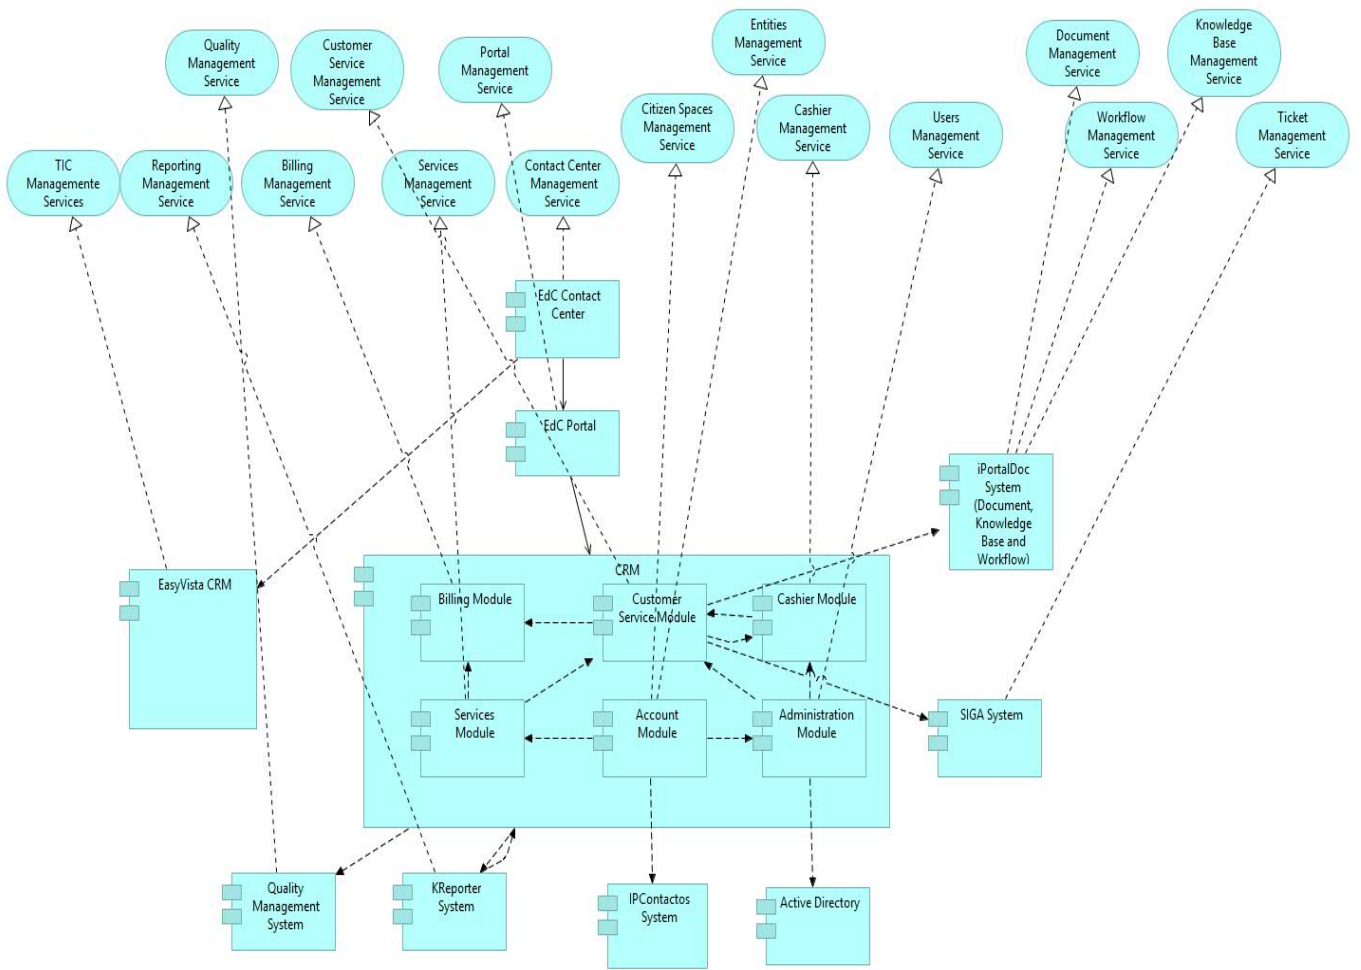 Quality
Management
Service
Customer
Service
Management
Service
Portal
Management
Service
Entities
Management
Service
Document
Management
Service
Knowledge
Base
Management
Service
Citizen Spaces
Management
Service
Cashier
Management
Service
Users
Management
Service
Workflow
Management
Service
Ticket
Management
Service
TIC
Managemente
Services
Reporting
Management
Service
Billing
Management
Service
Services
Management
Service
Contact Center
Management
Service
EdC Contact
Center
EdC Portal
iPortalDoc
System
(Document,
Knowledge
Base and
Workflow)
EasyVista CRM
CRM
Billing Module
Customer
Service Module
Cashier Module
Services
Module
Account
Module
Administration
Module
SIGA System
Quality
Management
System
KReporter
System
IPContactos
System
Active Directory